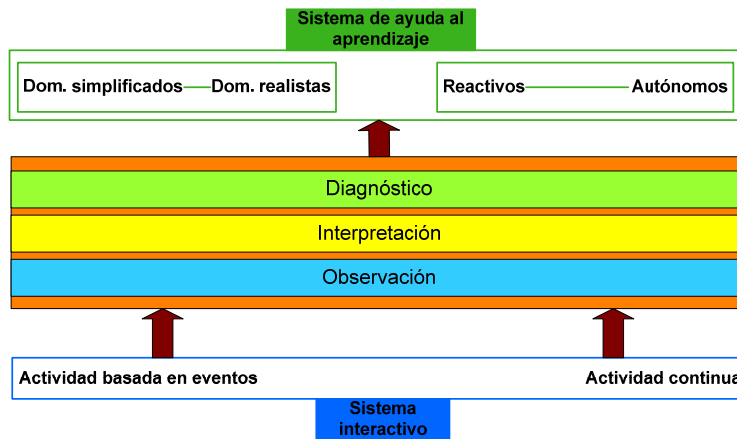 Sistema de ayuda al
aprendizaje
Dom. simplificados Dom. realistas
Reactivos Autónomos
Diagnóstico
Interpretación
Observación
Actividad basada en eventos
Actividad continua
Sistema
interactivo